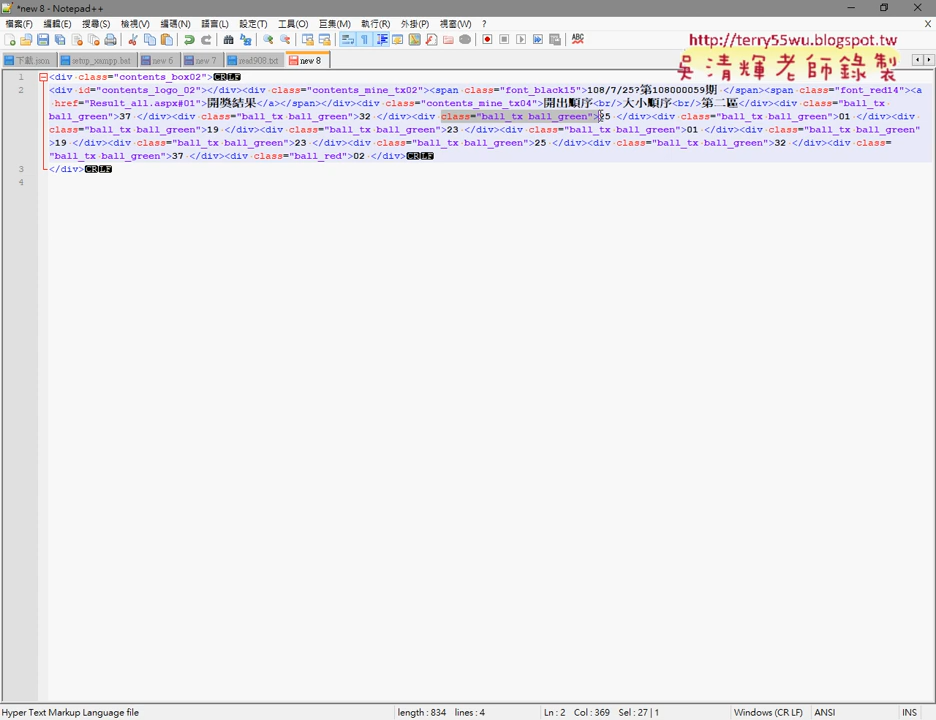 *new 8 - Notepad++
http://terry55wu.blogspot.tw
吳清輝老師錄製
檔案(F) 編輯(E) 搜尋(S) 檢視(V) 編碼(N) 語言(L) 設定(T) 工具(O) 巨集(M) 執行(R) 外掛(P) 視窗(W) ? X
下載.json setup_xampp.bat new 6 new 7 read908.txt new 8
1 <div class="contents_box02">CRLF
2 <div id="contents_logo_02"></div><div class="contents_mine_tx02"><span class="font_black15">108/7/25?第108000059期 </span><span class="font_red14"><a
href="Result_all.aspx#01">開獎結果</a></span></div><div class="contents_mine_tx04">開出順序<br/>大小順序<br/>第二區</div><div class="ball_tx
ball_green">37 </div><div class="ball_tx ball_green">32 </div><div class="ball_tx ball_green">25 </div><div class="ball_tx ball_green">01 </div><div
class="ball_tx ball_green">19 </div><div class="ball_tx ball_green">23 </div><div class="ball_tx ball_green">01 </div><div class="ball_tx ball_green"
>19 </div><div class="ball_tx ball_green">23 </div><div class="ball_tx ball_green">25 </div><div class="ball_tx ball_green">32 </div><div class=
"ball_tx ball_green">37 </div><div class="ball_red">02 </div>CRLF
3 </div>CRLF
4
Hyper Text Markup Language file length : 834 lines : 4 Ln : 2 Col : 369 Sel : 27 | 1 Windows (CR LF) ANSI INS